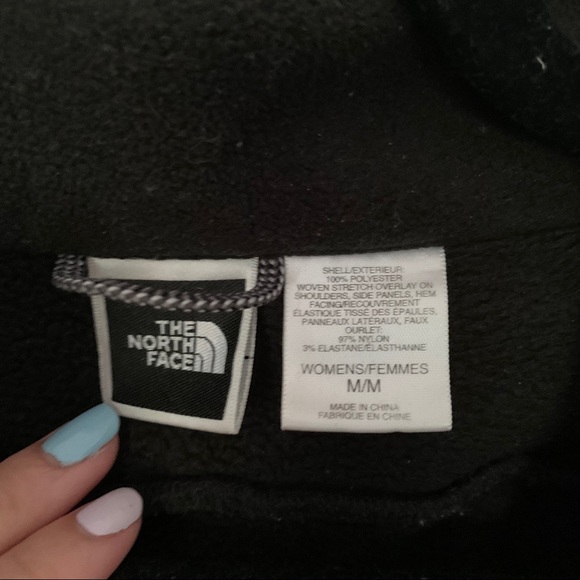 THE
NORTH
FACE
SHELL/EXTERIEUR:
100% POLYESTER
WOVEN STRETCH OVERLAY ON
SHOULDERS, SIDE PANELS, HEM
FACING/RECOUVREMENT
ÉLASTIQUE TISSÉ DES ÉPAULES,
PANNEAUX LATÉRAUX, FAUX
OURLET:
97% NYLON
3% ELASTANE/ÉLASTHANNE
WOMENS/FEMMES
M/M
MADE IN CHINA
FABRIQUÉ EN CHINE